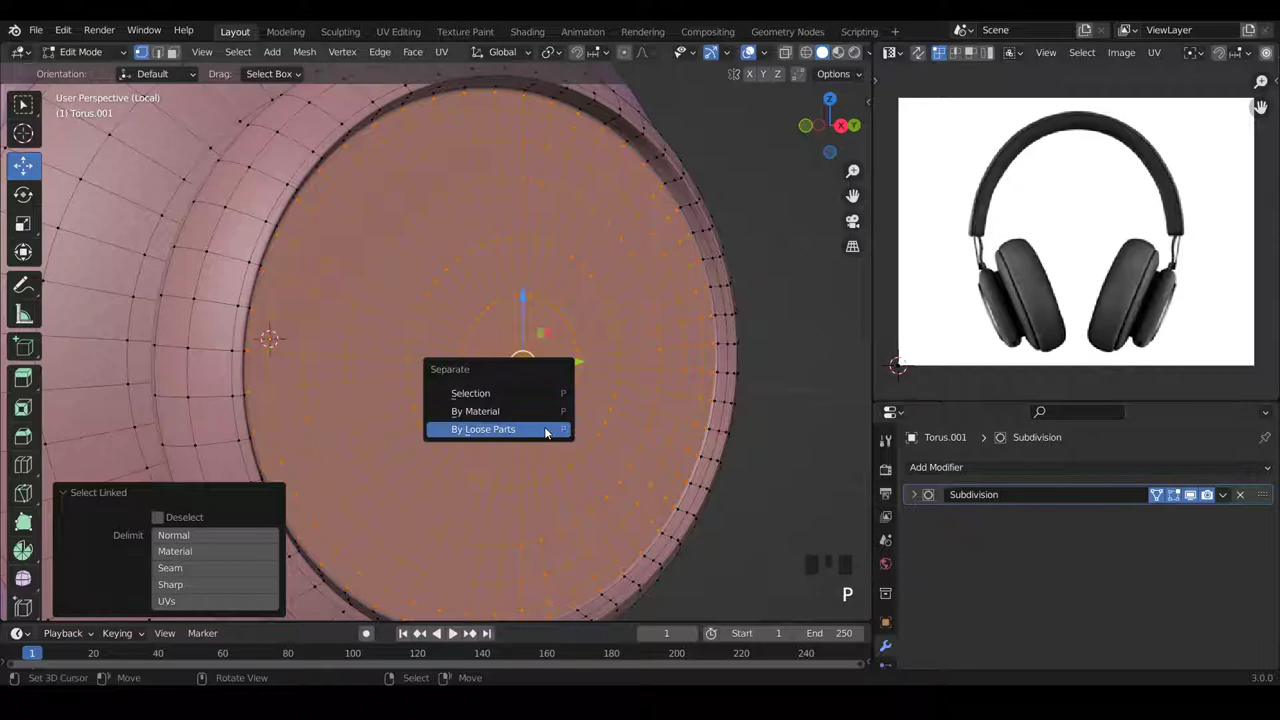 File Edit Render Window Help Layout Modeling Sculpting UV Editing Texture Paint Shading Animation Rendering Compositing Geometry Nodes Scripting Scene ViewLayer
Edit Mode View Select Add Mesh Vertex Edge Face UV Global View Select Image UV
Orientation: Default Drag: Select Box X Y Z Options
User Perspective (Local)
(1) Torus.001
Z
X Y
Separate
Selection P
By Material P
By Loose Parts P
Torus.001 Subdivision
Add Modifier
Subdivision
Select Linked
Deselect
Delimit Normal
Material
Seam
Sharp
UVs
P
Playback Keying View Marker 1 Start 1 End 250
1 20 40 60 80 100 120 140 160 180 200 220 240
Set 3D Cursor Move Rotate View Select Move 3.0.0